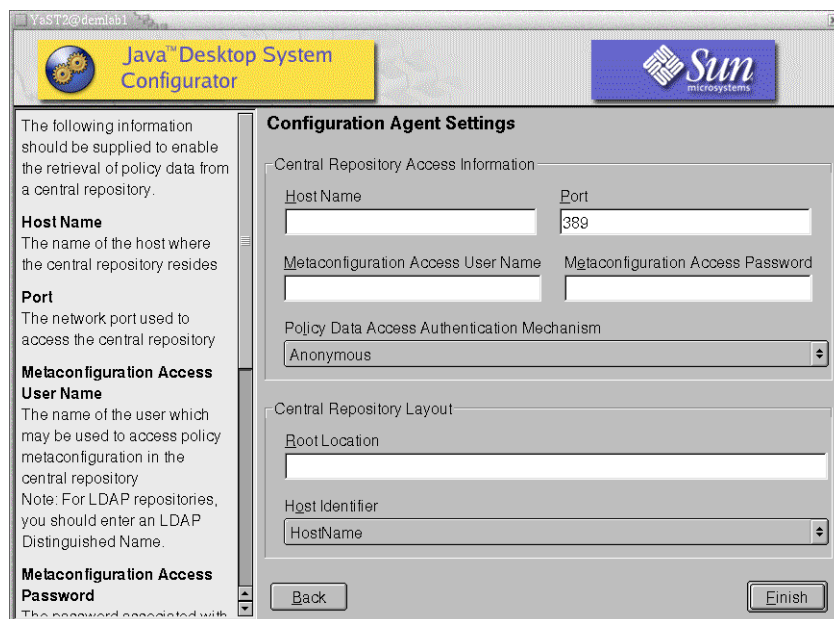 YaST2@demlab1
Java™ Desktop System
Configurator
Sun
microsystems
The following information
should be supplied to enable
the retrieval of policy data from
a central repository.
Host Name
The name of the host where
the central repository resides
Port
The network port used to
access the central repository
Metaconfiguration Access
User Name
The name of the user which
may be used to access policy
metaconfiguration in the
central repository
Note: For LDAP repositories,
you should enter an LDAP
Distinguished Name.
Metaconfiguration Access
Password
The password associated with
Configuration Agent Settings
Central Repository Access Information
Host Name
Port
389
Metaconfiguration Access User Name
Metaconfiguration Access Password
Policy Data Access Authentication Mechanism
Anonymous
Central Repository Layout
Root Location
Host Identifier
HostName
Back
Finish